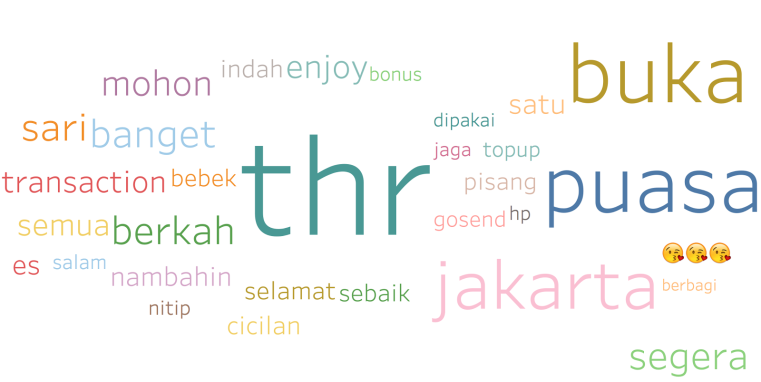 buka
indah enjoy bonus
mohon
satu
sari banget
dipakai
thr
jaga topup
transaction bebek
pisang
puasa
semua berkah
gosend hp
😘😘😘
es salam
nambahin
jakarta
berbagi
selamat sebaik
nitip
cicilan
segera